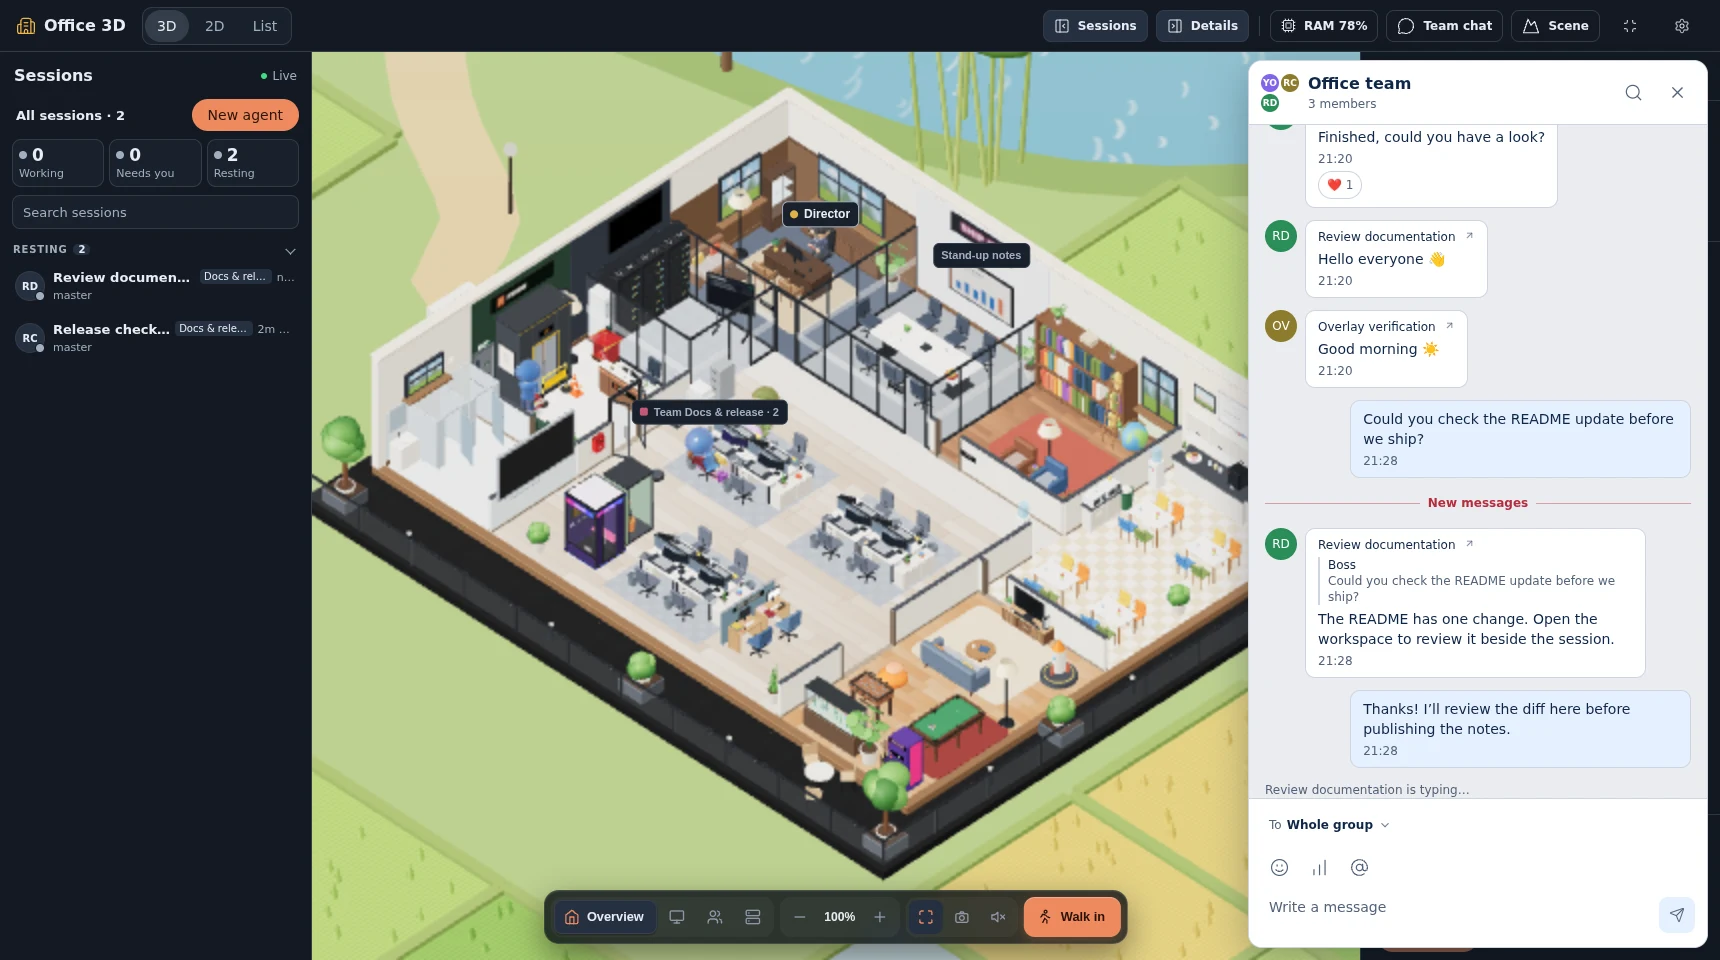 Office 3D
3D
2D
List
Sessions
Details
RAM 78%
Team chat
Scene
Sessions
Live
All sessions · 2
New agent
0
Working
0
Needs you
2
Resting
Search sessions
RESTING 2
RD
Review documen...
Docs & rel...
n...
master
RC
Release check...
Docs & rele...
2m ...
master
Director
Stand-up notes
Team Docs & release · 2
Overview
100%
Walk in
YO
RC
RD
Office team
3 members
Finished, could you have a look?
21:20
❤️ 1
RD
Review documentation
Hello everyone 👋
21:20
OV
Overlay verification
Good morning ☀️
21:20
Could you check the README update before
we ship?
21:28
New messages
RD
Review documentation
Boss
Could you check the README update before we
ship?
The README has one change. Open the
workspace to review it beside the session.
21:28
Thanks! I’ll review the diff here before
publishing the notes.
21:28
Review documentation is typing...
To Whole group
Write a message